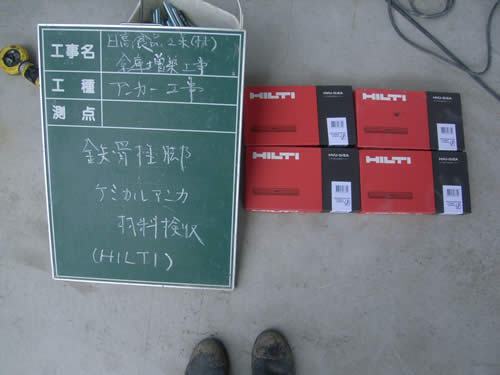 工事名
日高食品工業(株)
倉庫増築工事
工種
アンカー工事
測点
鉄骨柱脚部
ケミカルアンカ
材料検収
(HILTI)
HILTI
HILTI
HILTI
HILTI